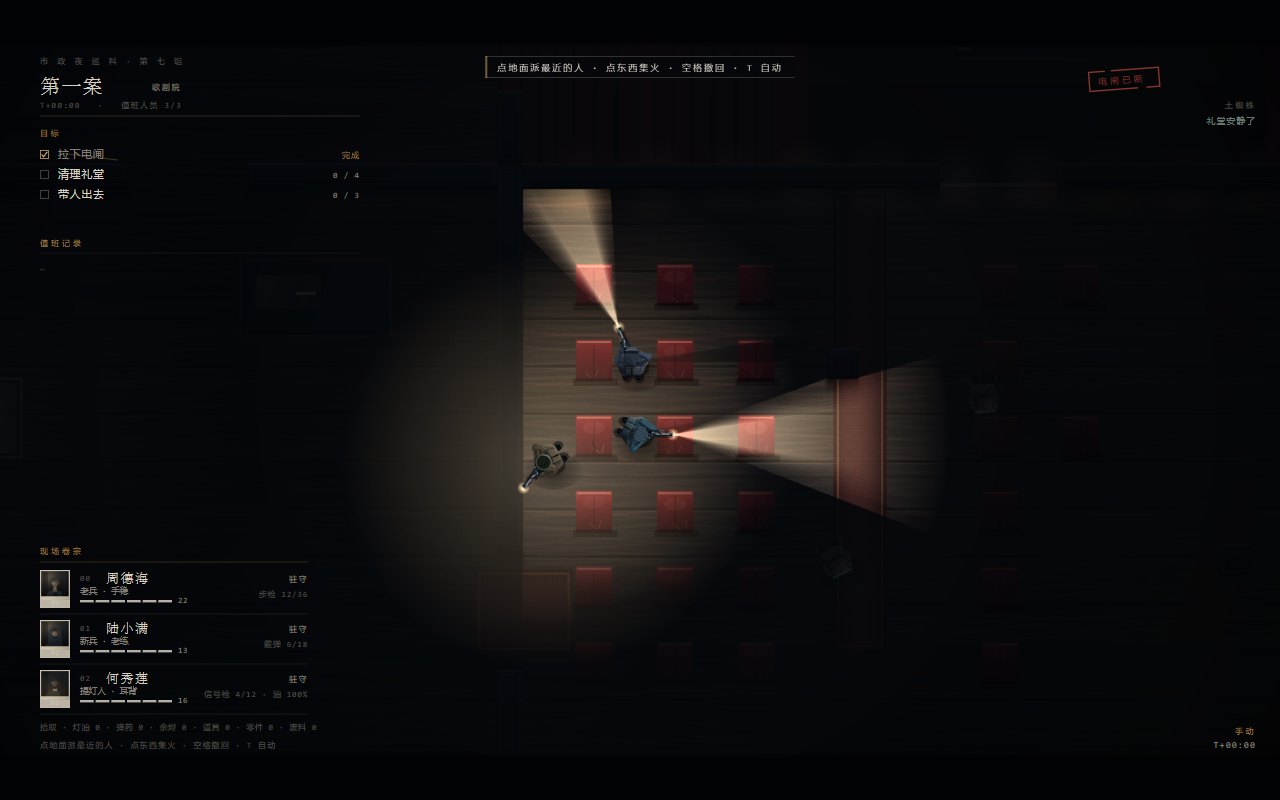 市政夜巡科 · 第七组
第一案 歌剧院
T+00:00 · 值班人员 3/3
目标
拉下电闸 完成
清理礼堂 0 / 4
带人出去 0 / 3
值班记录
—
点地面派最近的人 · 点东西集火 · 空格撤回 · T 自动
电闸已断
土蜘蛛
礼堂安静了
现场卷宗
00 周德海 驻守
老兵 · 手稳 步枪 12/36
22
01 陆小满 驻守
新兵 · 老练 霰弹 6/18
13
02 何秀莲 驻守
提灯人 · 耳背 信号枪 4/12 · 油 100%
16
拾取 · 灯油 0 · 弹药 0 · 余烬 0 · 道具 0 · 零件 0 · 废料 0
点地面派最近的人 · 点东西集火 · 空格撤回 · T 自动
手动
T+00:00